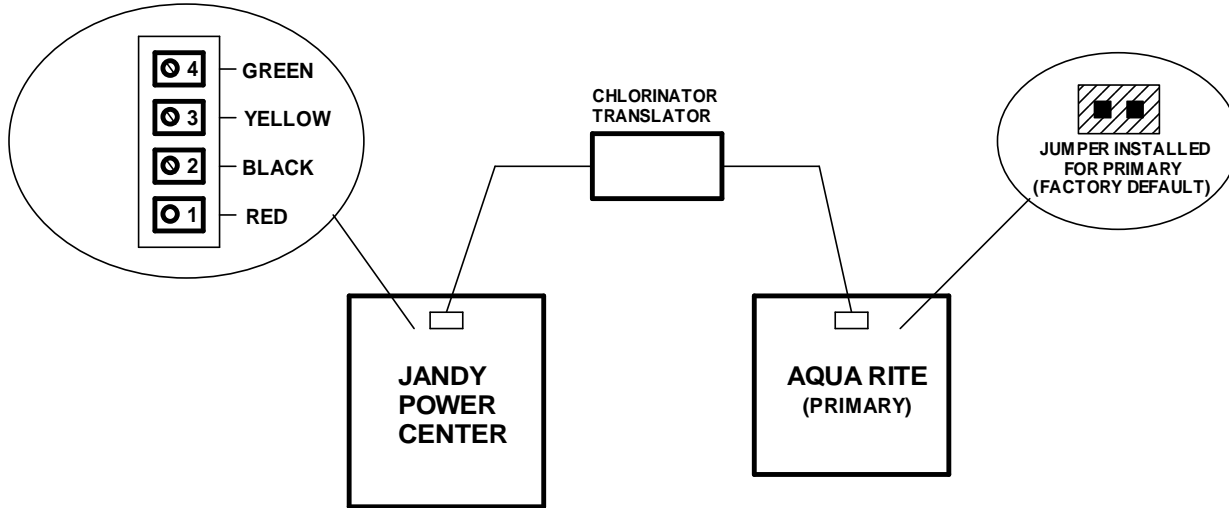 4 GREEN
3 YELLOW
2 BLACK
1 RED
CHLORINATOR
TRANSLATOR
JUMPER INSTALLED
FOR PRIMARY
(FACTORY DEFAULT)
JANDY
POWER
CENTER
AQUA RITE
(PRIMARY)